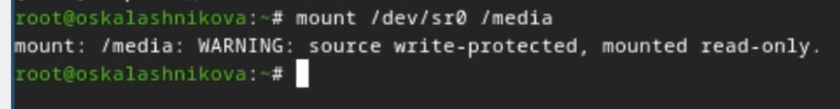 root@oskalashnikova:~# mount /dev/sr0 /media
mount: /media: WARNING: source write-protected, mounted read-only.
root@oskalashnikova:~#